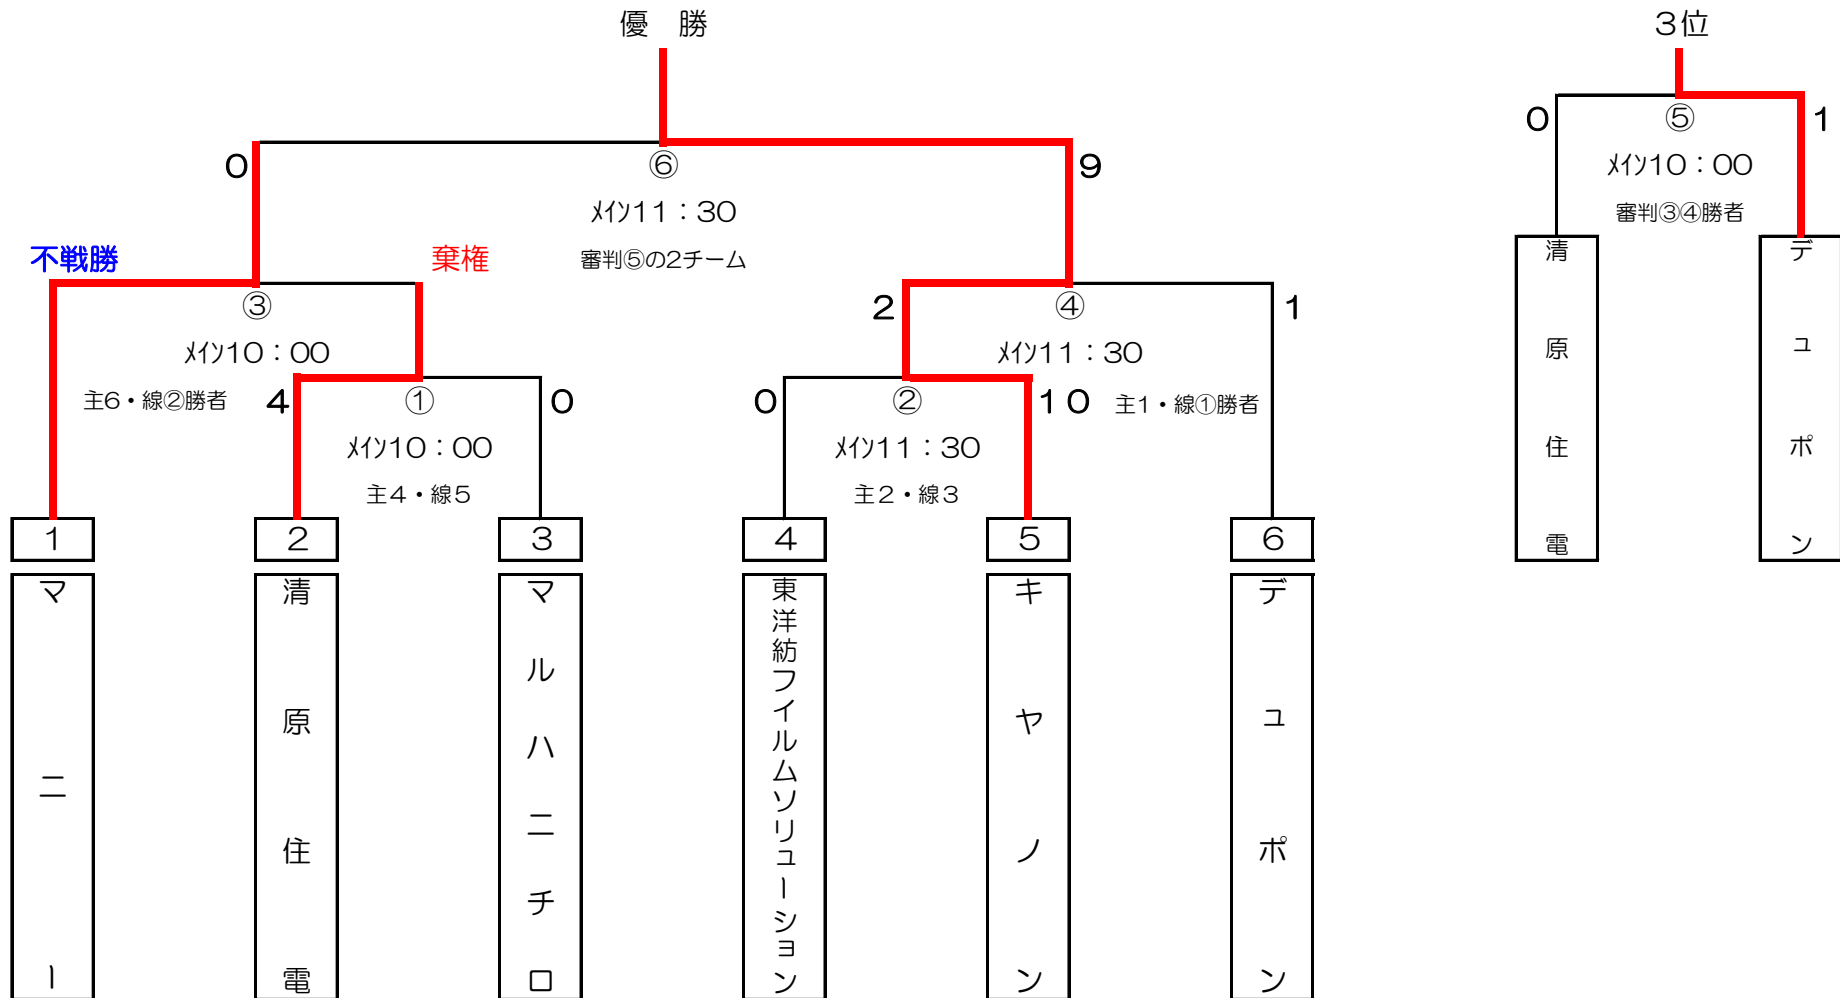 優　勝
3位
0
⑥
9
メイン11：30
審判⑤の2チーム
0
⑤
1
メイン10：00
審判③④勝者
不戦勝
棄権
③
メイン10：00
主6・線②勝者
2
④
1
メイン11：30
主1・線①勝者
4
①
0
メイン10：00
主4・線5
0
②
10
メイン11：30
主2・線3
1
2
3
4
5
6
マニー
清原住電
マルハニチロ
東洋紡フイルムソリューション
キヤノン
デュポン
清原住電
デュポン